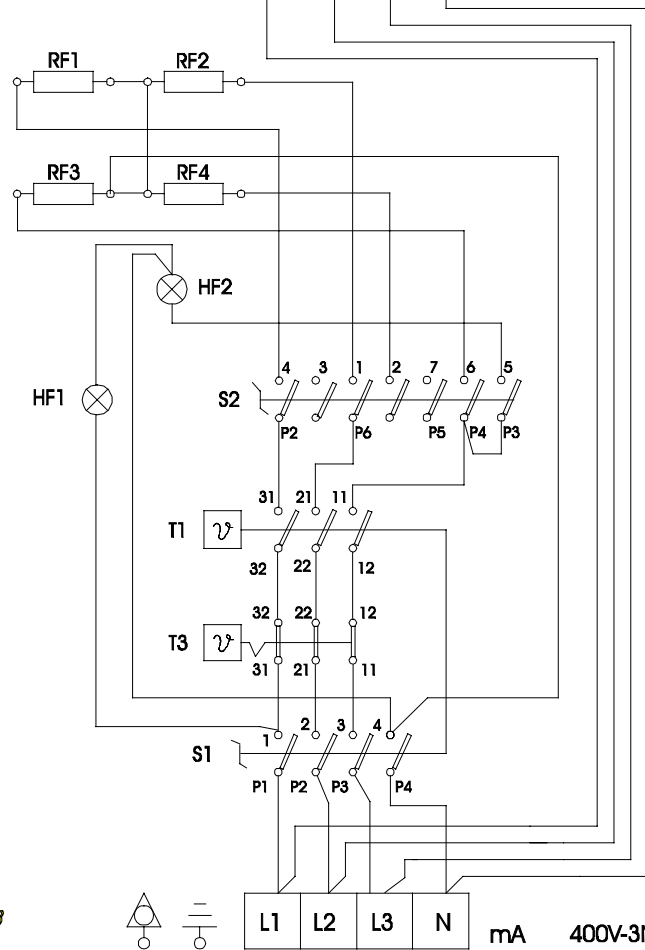 RF1 RF2
RF3 RF4
HF2
HF1
4 3 1 2 7 6 5
S2
P2 P6 P5 P4 P3
31 21 11
T1
32 22 12
32 22 12
T3
31 21 11
1 2 3 4
S1
P1 P2 P3 P4
L1 L2 L3 N
mA 400V-3N